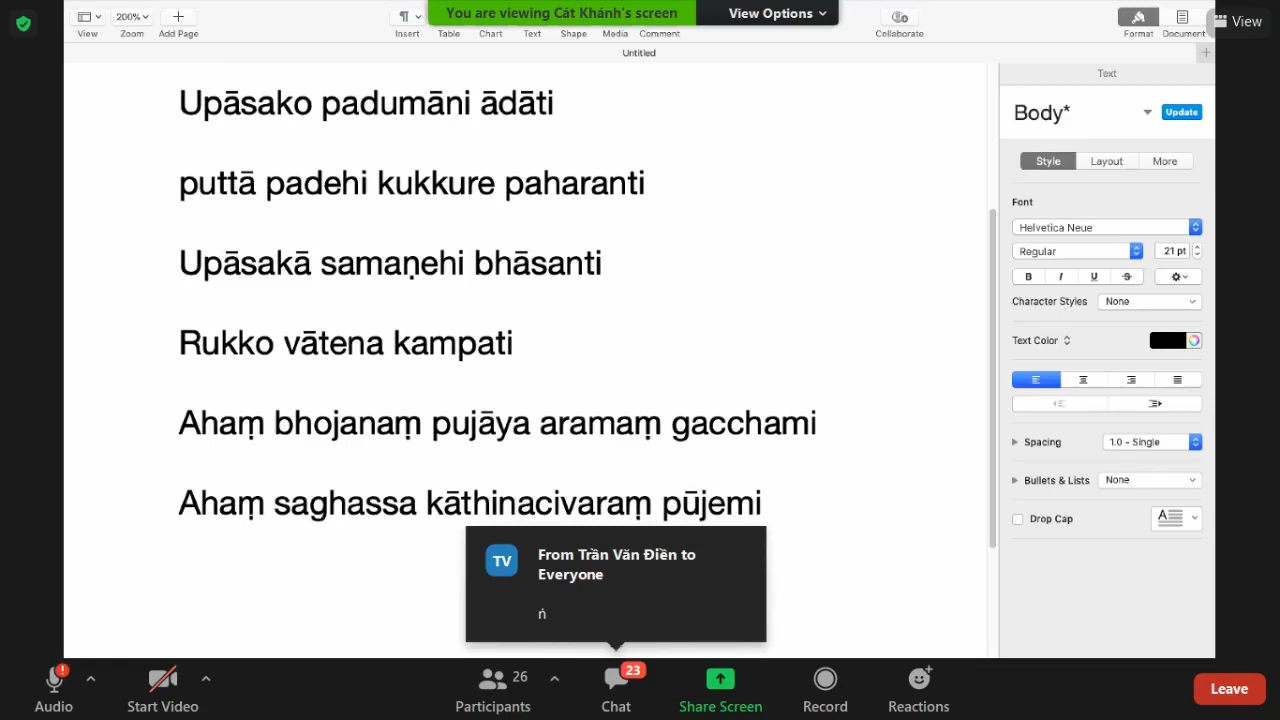 You are viewing Cát Khánh's screen
View Options
View
200%
View
Zoom
Add Page
Insert
Table
Chart
Text
Shape
Media
Comment
Collaborate
Format
Document
Untitled
Upāsako padumāni ādāti
puttā padehi kukkure paharanti
Upāsakā samaṇehi bhāsanti
Rukko vātena kampati
Ahaṃ bhojanaṃ pujāya aramaṃ gacchami
Ahaṃ saghassa kāthinacivaraṃ pūjemi
Text
Body*
Update
Style
Layout
More
Font
Helvetica Neue
Regular
21 pt
B I U S
Character Styles
None
Text Color
Spacing
1.0 - Single
Bullets & Lists
None
Drop Cap
A
TV
From Trần Văn Điền to
Everyone
ṅ
Audio
Start Video
26
Participants
23
Chat
Share Screen
Record
Reactions
Leave